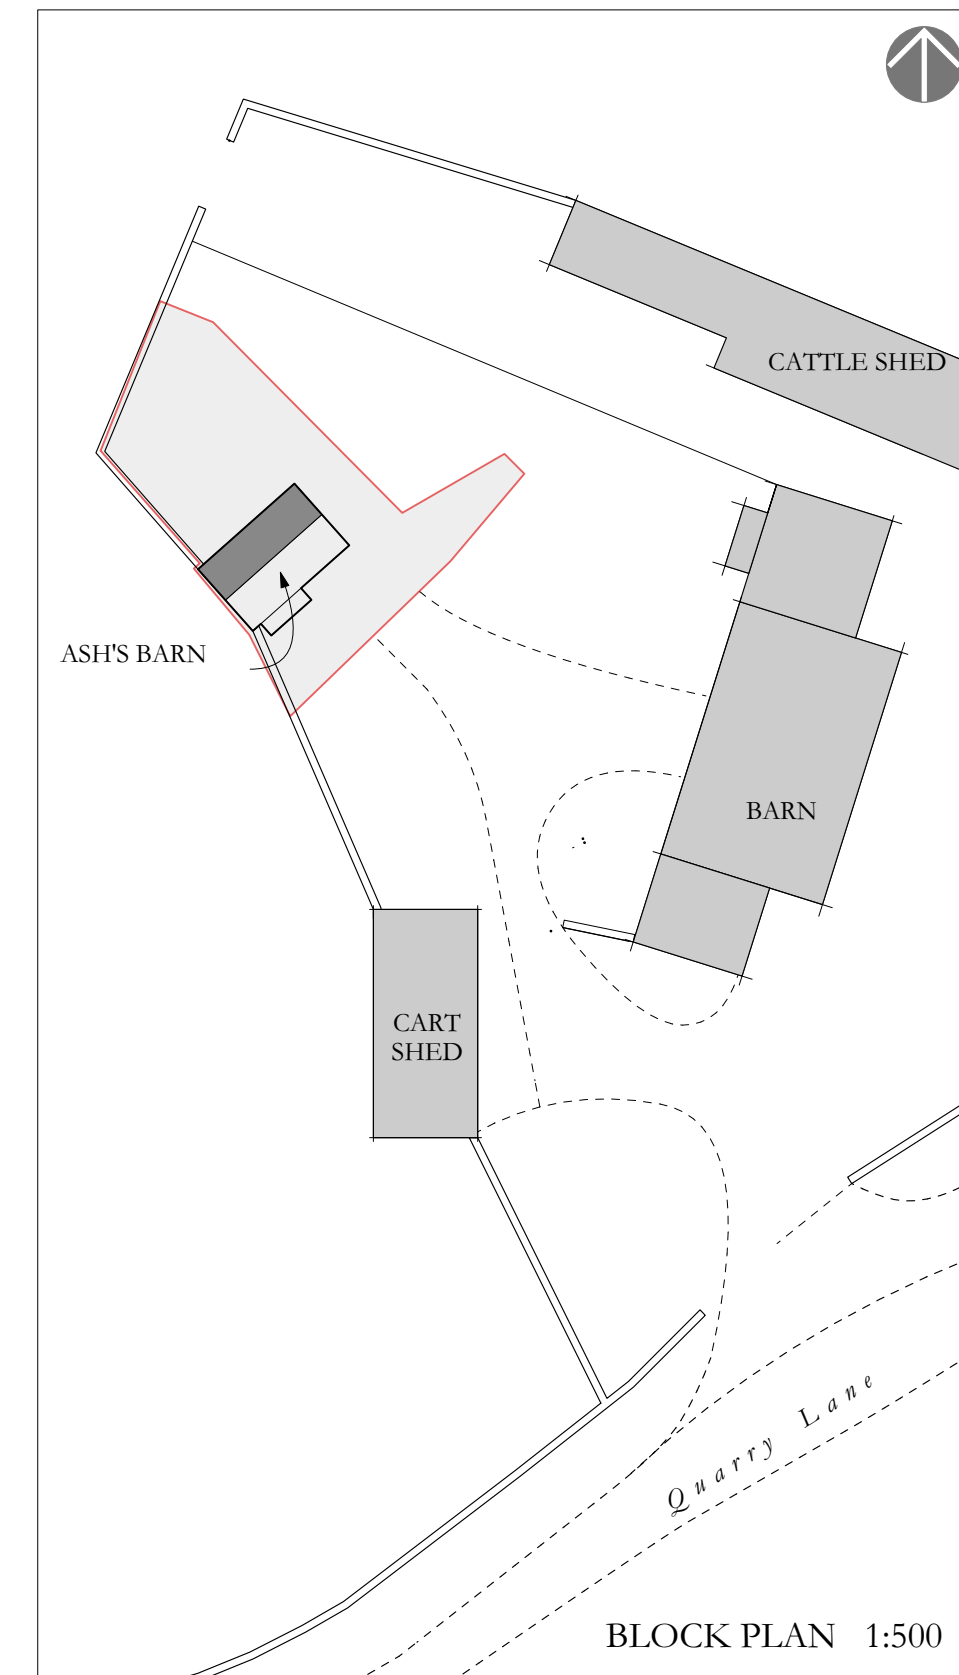 CATTLE SHED
ASH'S BARN
BARN
CART
SHED
Quarry Lane
BLOCK PLAN 1:500